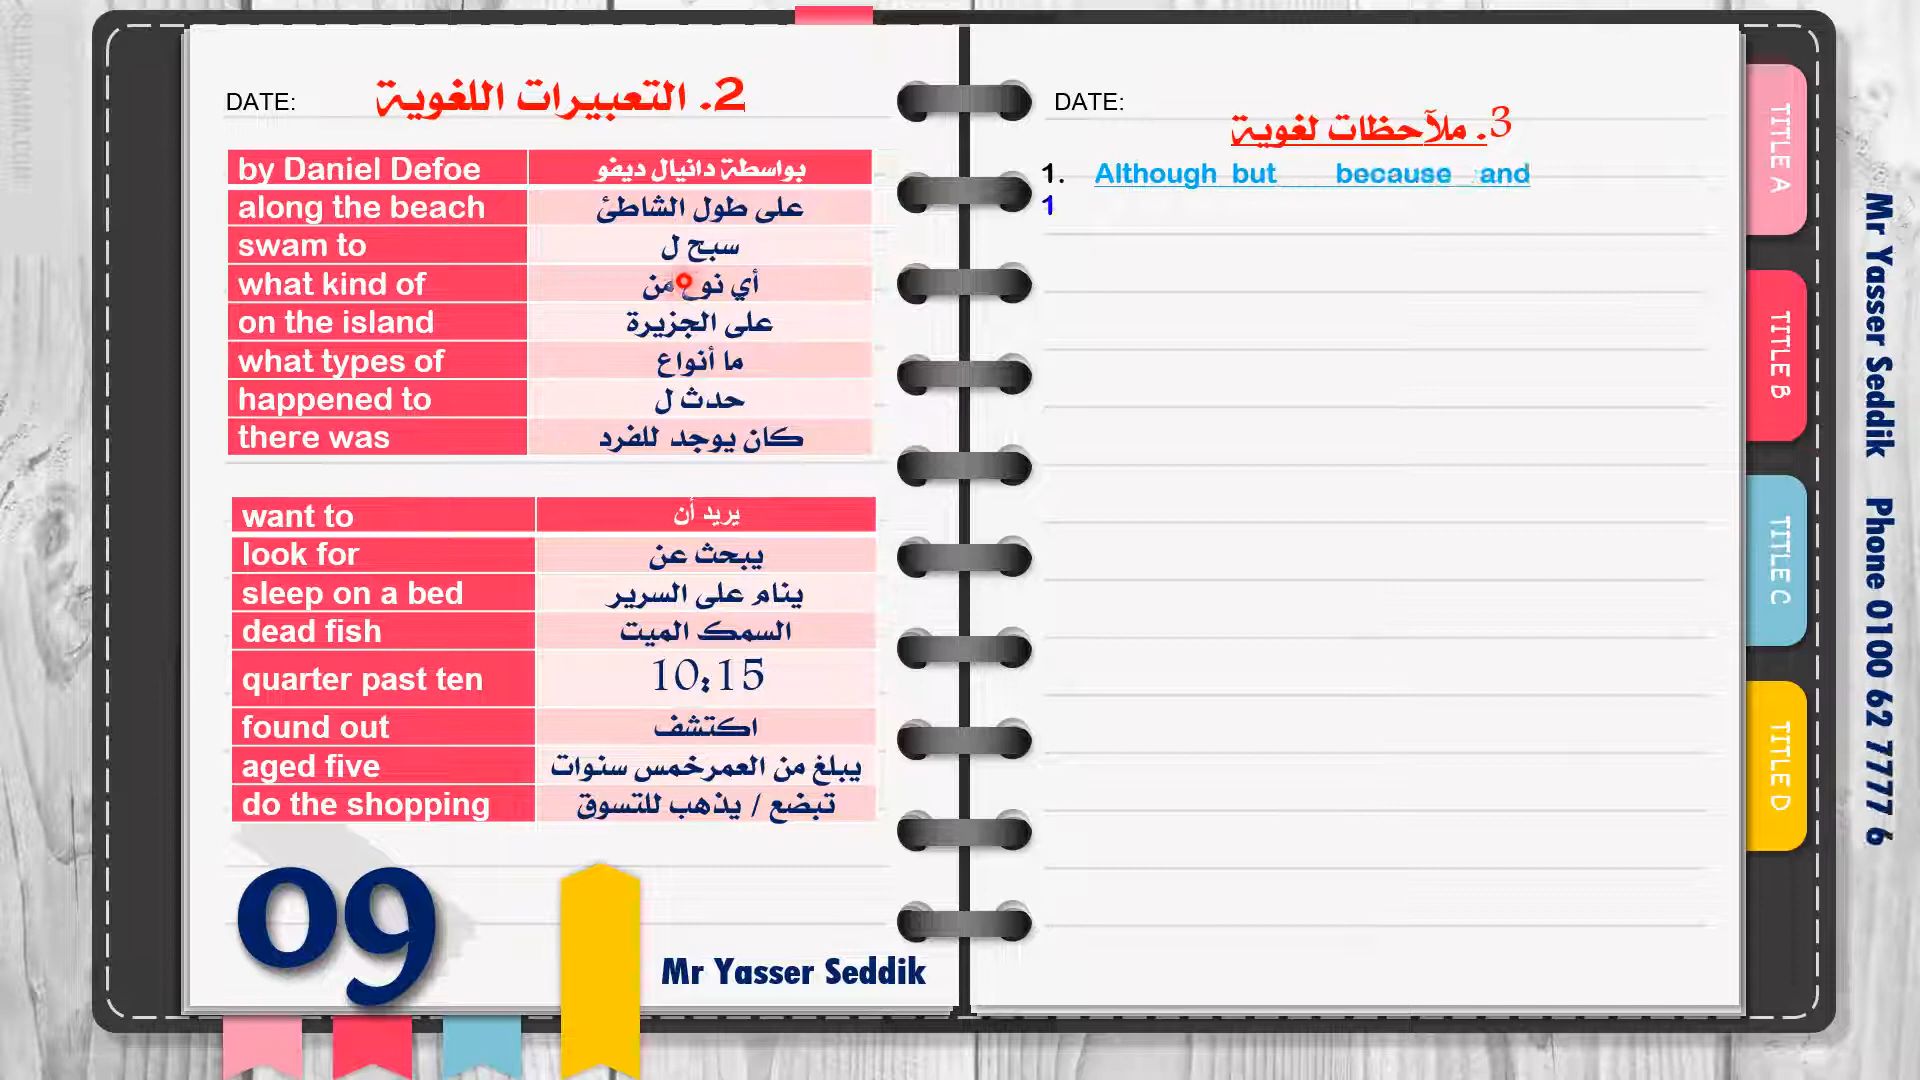 DATE: 2. التعبيرات اللغوية
by Daniel Defoe بواسطة دانيال ديفو
along the beach على طول الشاطئ
swam to سبح ل
what kind of أي نوع من
on the island على الجزيرة
what types of ما أنواع
happened to حدث ل
there was كان يوجد للفرد
want to يريد أن
look for يبحث عن
sleep on a bed ينام على السرير
dead fish السمك الميت
quarter past ten 10:15
found out اكتشف
aged five يبلغ من العمرخمس سنوات
do the shopping تبضع / يذهب للتسوق
09
Mr Yasser Seddik
DATE:
3. ملاحظات لغوية
1. Although but because and
1
TITLE A
TITLE B
TITLE C
TITLE D
Mr Yasser Seddik Phone 0100 62 7777 6